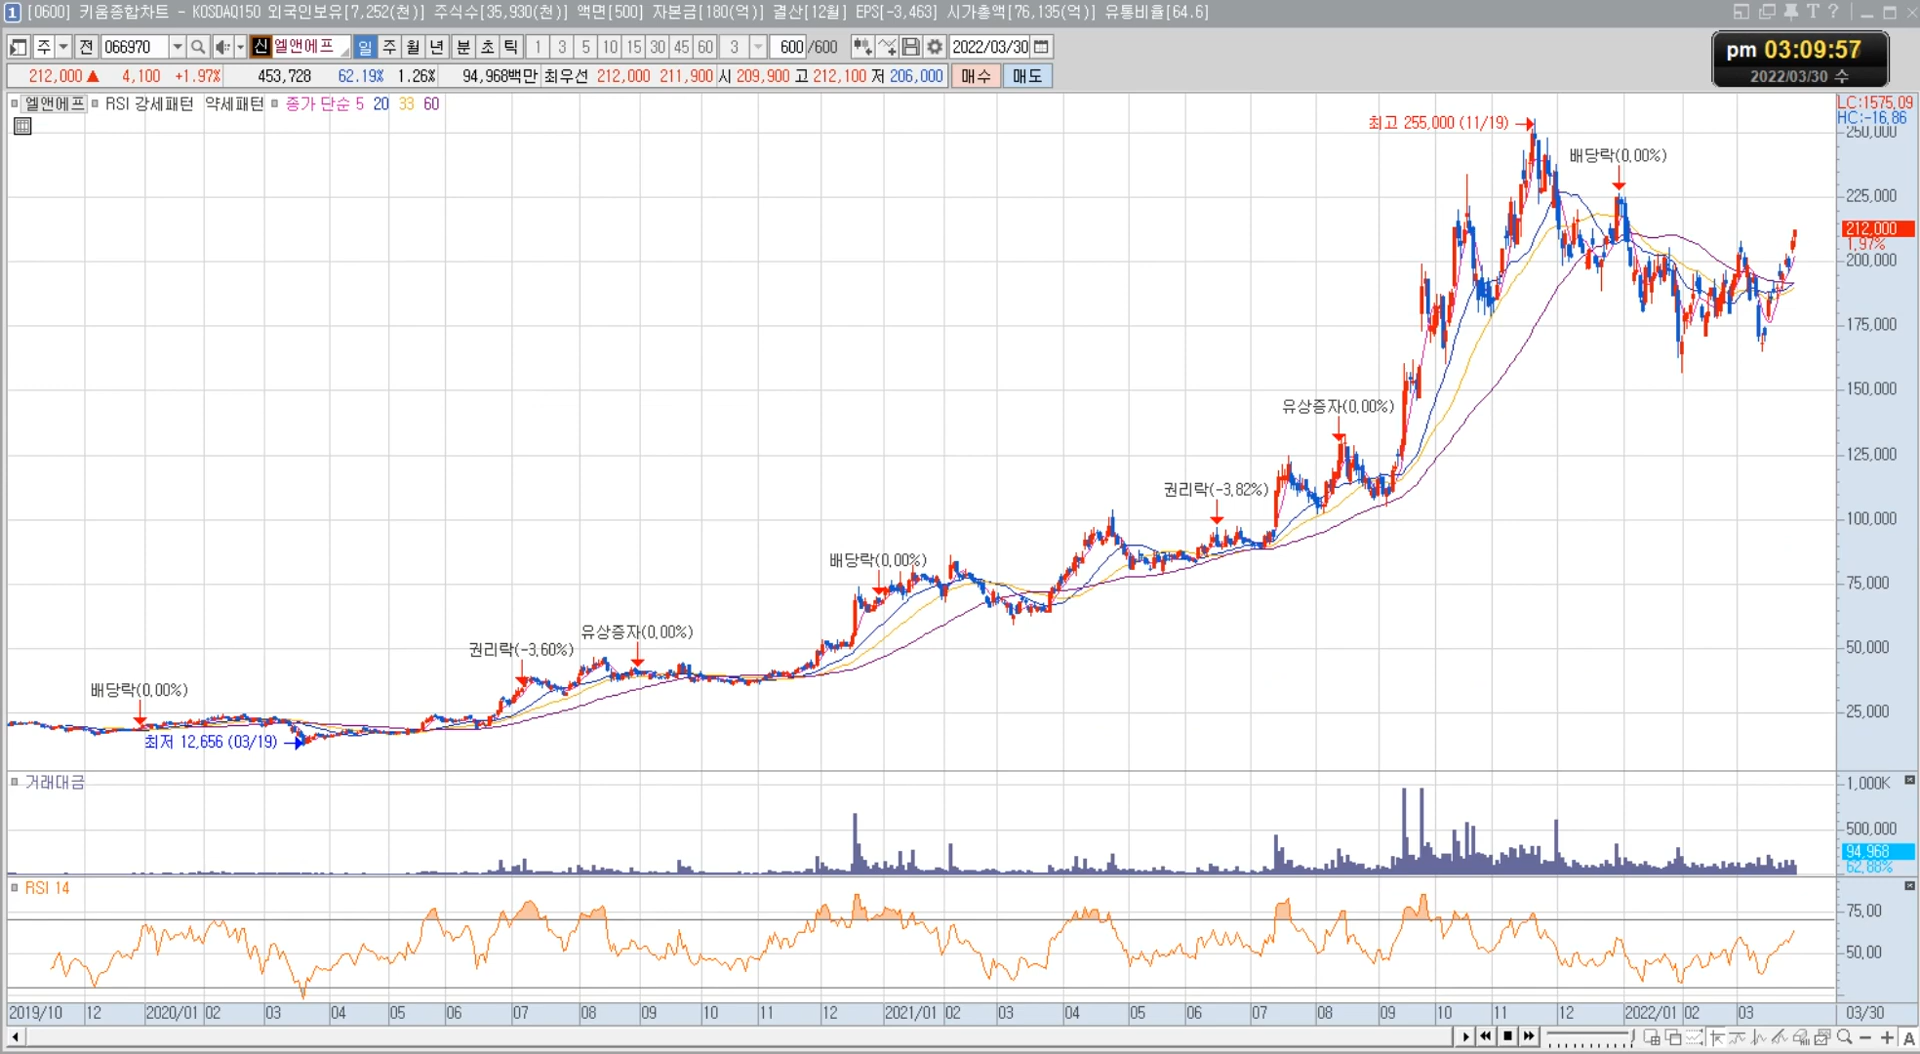 1 [0600] 키움종합차트 - KOSDAQ150 외국인보유[7,252(천)] 주식수[35,930(천)] 액면[500] 자본금[180(억)] 결산[12월] EPS[-3,463] 시가총액[76,135(억)] 유통비율[64.6]
주 전 066970 신 엘앤에프 일 주 월 년 분 초 틱 1 3 5 10 15 30 45 60 3 600 /600 2022/03/30
pm 03:09:57
2022/03/30 수
212,000 ▲ 4,100 +1.97% 453,728 62.19% 1.26% 94,968백만 최우선 212,000 211,900 시 209,900 고 212,100 저 206,000 매수 매도
엘앤에프 RSI 강세패턴 약세패턴 종가 단순 5 20 33 60
LC:1575.09
HC:-16.86
최고 255,000 (11/19)
250,000
배당락(0.00%)
225,000
212,000
1.97%
200,000
175,000
150,000
유상증자(0.00%)
125,000
권리락(-3.82%)
100,000
배당락(0.00%)
75,000
유상증자(0.00%)
권리락(-3.60%)
50,000
배당락(0.00%)
25,000
최저 12,656 (03/19)
거래대금
1,000K
500,000
94,968
62.88%
RSI 14
75.00
50.00
2019/10 12 2020/01 02 03 04 05 06 07 08 09 10 11 12 2021/01 02 03 04 05 06 07 08 09 10 11 12 2022/01 02 03 03/30
A